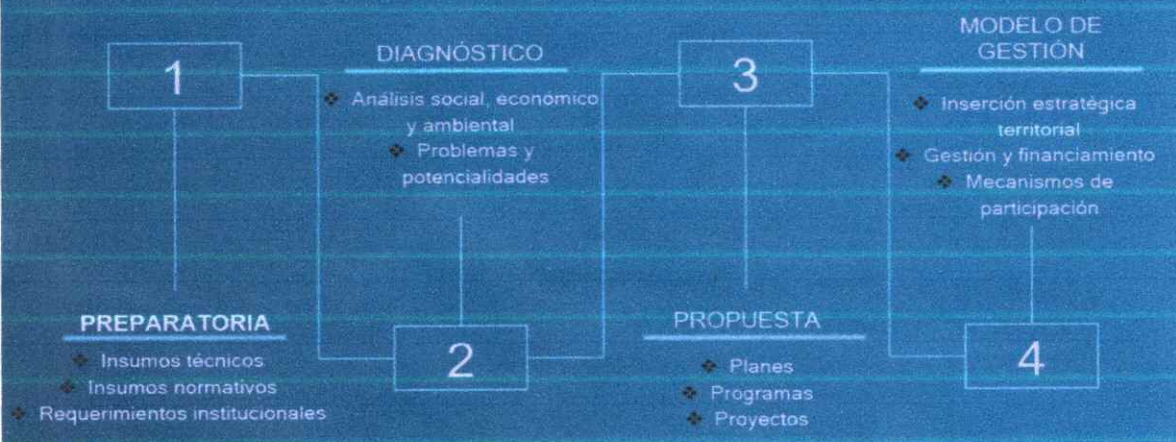 1
PREPARATORIA
❖ Insumos técnicos
❖ Insumos normativos
❖ Requerimientos institucionales
DIAGNÓSTICO
❖ Análisis social, económico
y ambiental
❖ Problemas y
potencialidades
2
3
PROPUESTA
❖ Planes
❖ Programas
❖ Proyectos
MODELO DE
GESTIÓN
❖ Inserción estratégica
territorial
❖ Gestión y financiamiento
❖ Mecanismos de
participación
4